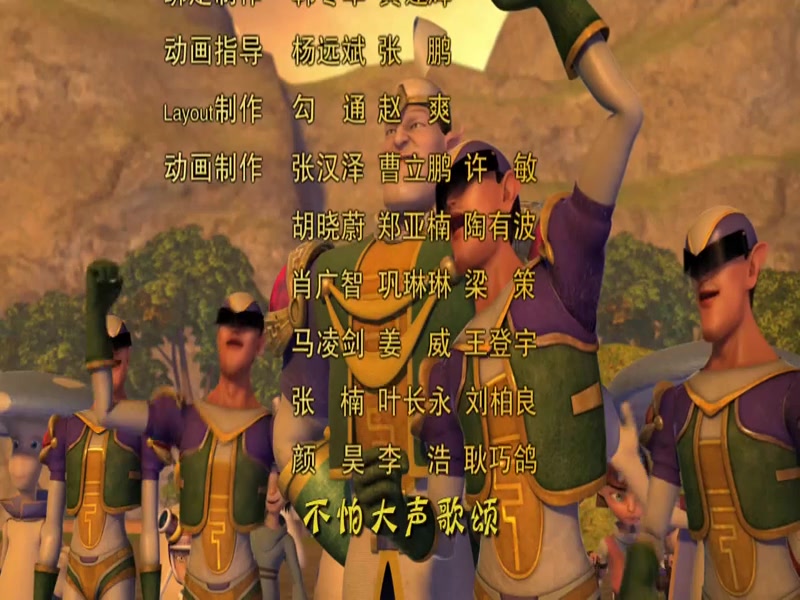 动画指导 杨远斌 张 鹏
Layout制作 勾 通 赵 爽
动画制作 张汉泽 曹立鹏 许 敏
胡晓蔚 郑亚楠 陶有波
肖广智 巩琳琳 梁 策
马凌剑 姜 威 王登宇
张 楠 叶长永 刘柏良
颜 昊 李 浩 耿巧鸽
不怕大声歌颂